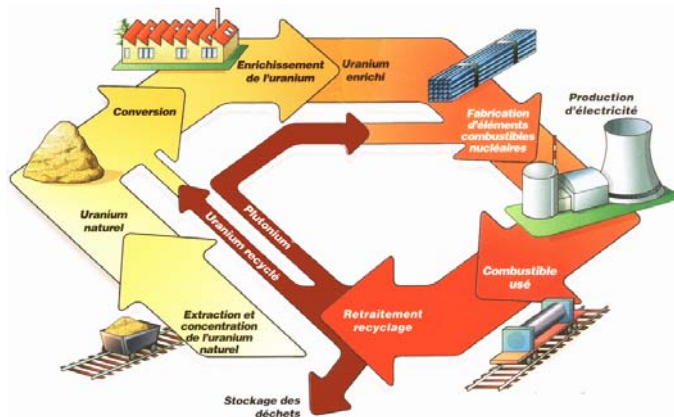 Enrichissement
de l'uranium
Uranium
enrichi
Conversion
Fabrication
d'éléments
combustibles
nucléaires
Production
d'électricité
Uranium
naturel
Plutonium
Uranium recyclé
Extraction et
concentration
de l'uranium
naturel
Retraitement
recyclage
Combustible
usé
Stockage des
déchets